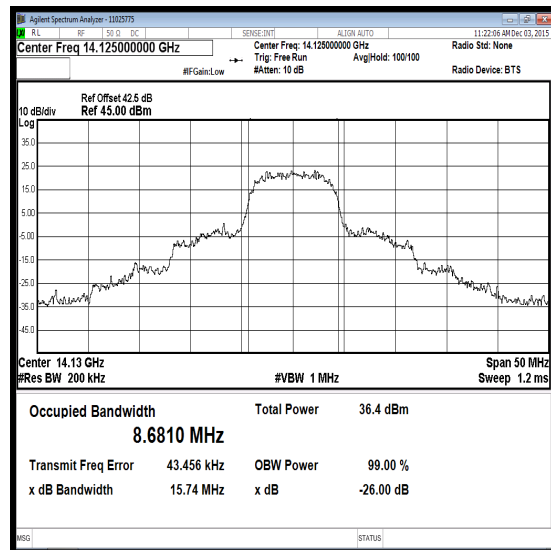 Agilent Spectrum Analyzer - 11025775
LXI RL RF 50 Ω DC SENSE:INT ALIGN AUTO 11:22:06 AM Dec 03, 2015
Center Freq 14.125000000 GHz
Center Freq: 14.125000000 GHz
Radio Std: None
Trig: Free Run
Avg|Hold: 100/100
#IFGain:Low
#Atten: 10 dB
Radio Device: BTS
Ref Offset 42.5 dB
10 dB/div
Ref 45.00 dBm
Log
35.0
25.0
15.0
5.00
-5.00
-15.0
-25.0
-35.0
-45.0
Center 14.13 GHz
Span 50 MHz
#Res BW 200 kHz
#VBW 1 MHz
Sweep 1.2 ms
Occupied Bandwidth
Total Power 36.4 dBm
8.6810 MHz
Transmit Freq Error 43.456 kHz
OBW Power 99.00 %
x dB Bandwidth 15.74 MHz
x dB -26.00 dB
MSG
STATUS